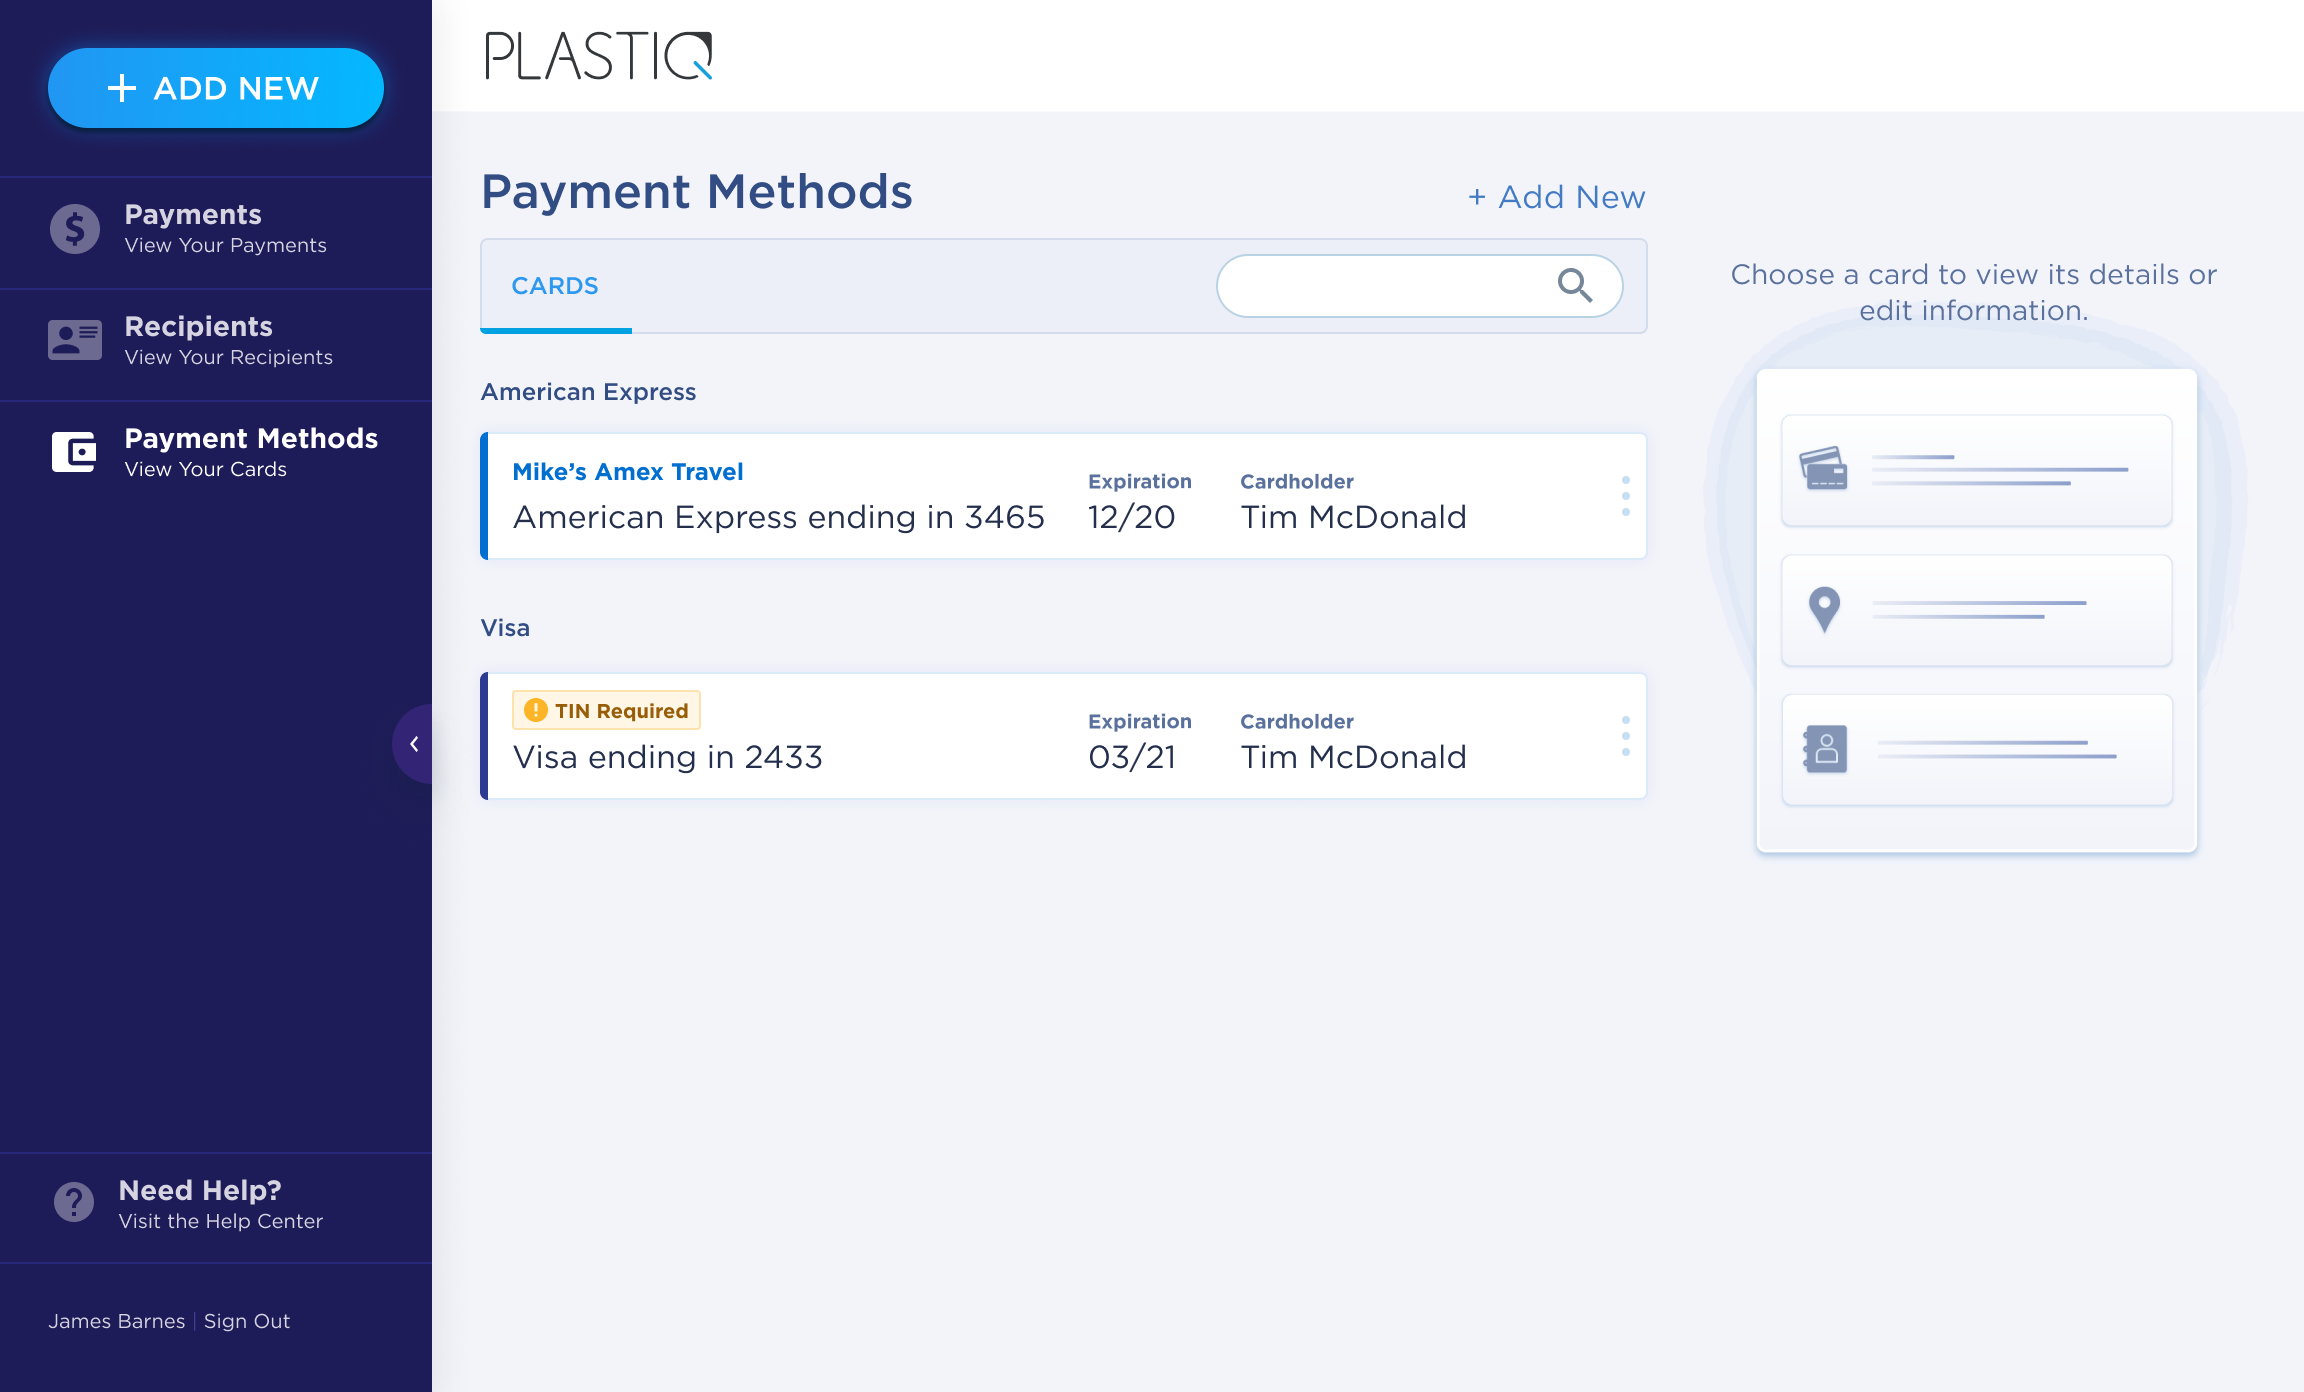 + ADD NEW
Payments
View Your Payments
Recipients
View Your Recipients
Payment Methods
View Your Cards
Need Help?
Visit the Help Center
James Barnes | Sign Out
PLASTIQ
Payment Methods
+ Add New
CARDS
American Express
Mike’s Amex Travel
American Express ending in 3465
Expiration
12/20
Cardholder
Tim McDonald
Visa
TIN Required
Visa ending in 2433
Expiration
03/21
Cardholder
Tim McDonald
Choose a card to view its details or
edit information.